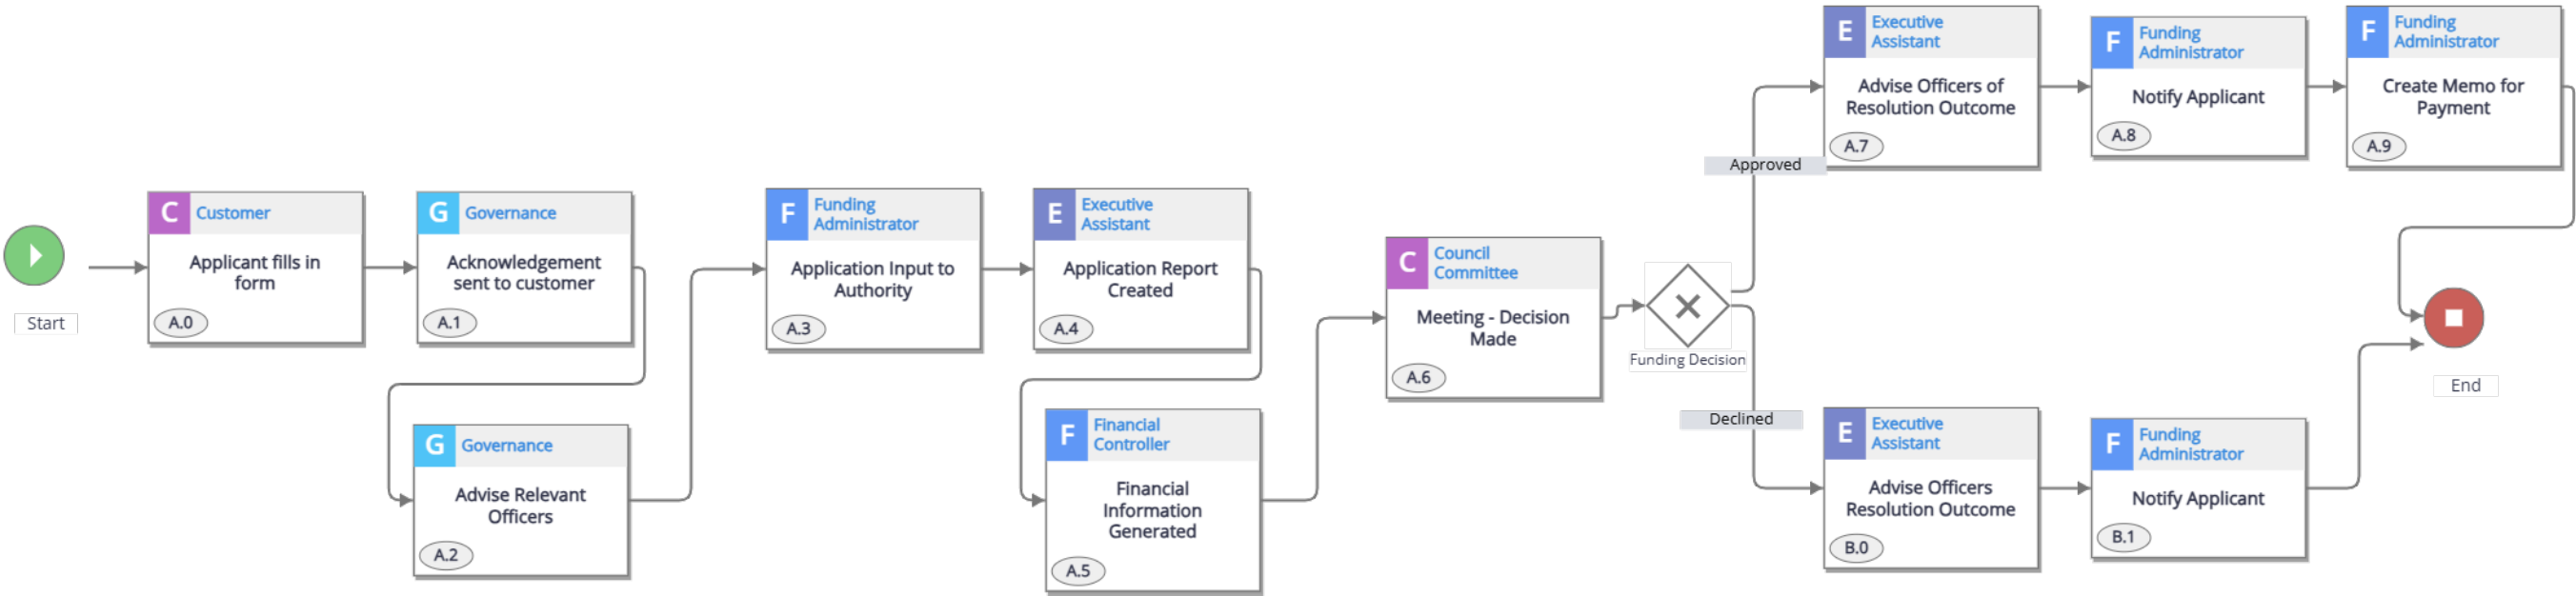 Start
C
Customer
Applicant fills in
form
A.0
G
Governance
Acknowledgement
sent to customer
A.1
G
Governance
Advise Relevant
Officers
A.2
F
Funding
Administrator
Application Input to
Authority
A.3
E
Executive
Assistant
Application Report
Created
A.4
F
Financial
Controller
Financial
Information
Generated
A.5
C
Council
Committee
Meeting - Decision
Made
A.6
Funding Decision
Approved
E
Executive
Assistant
Advise Officers of
Resolution Outcome
A.7
F
Funding
Administrator
Notify Applicant
A.8
F
Funding
Administrator
Create Memo for
Payment
A.9
Declined
E
Executive
Assistant
Advise Officers
Resolution Outcome
B.0
F
Funding
Administrator
Notify Applicant
B.1
End